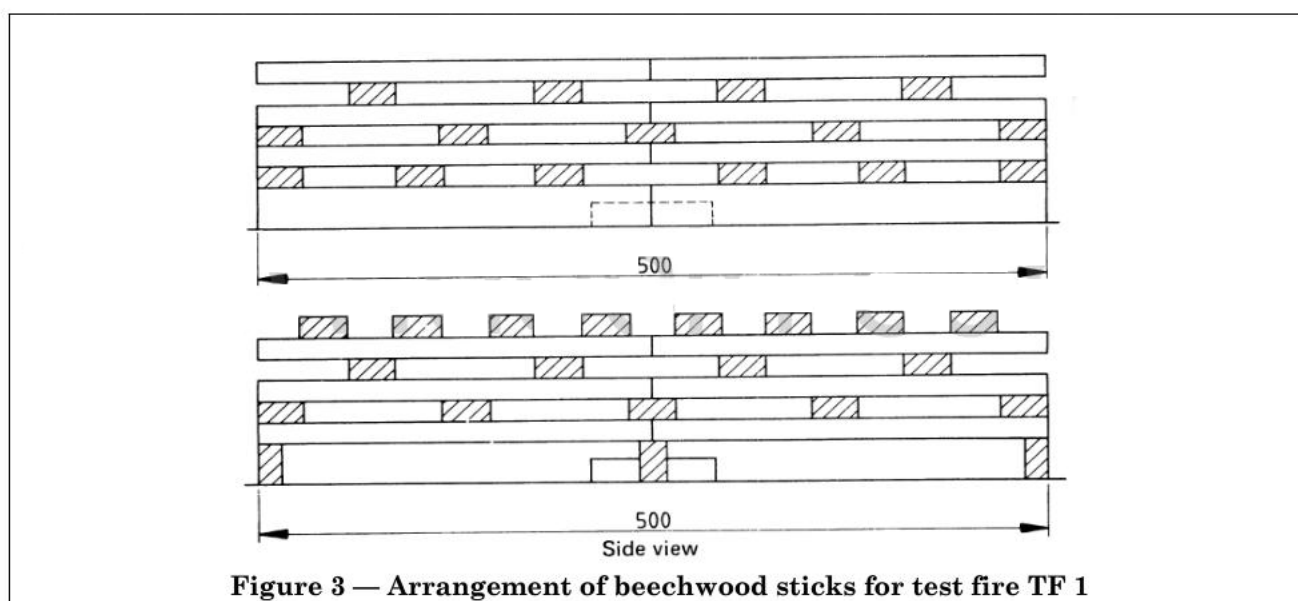 500
500
Side view
Figure 3 — Arrangement of beechwood sticks for test fire TF 1